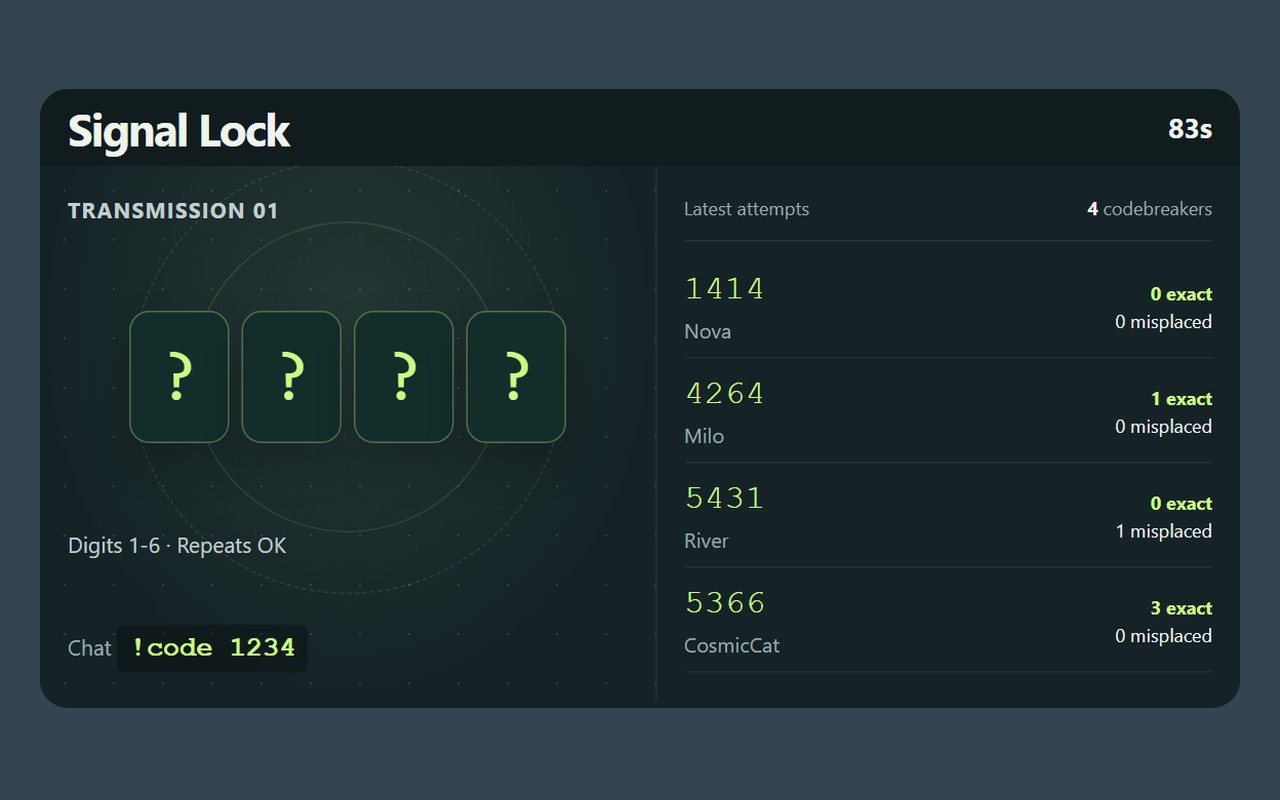 Signal Lock
83s
TRANSMISSION 01
? ? ? ?
Digits 1-6 · Repeats OK
Chat !code 1234
Latest attempts
4 codebreakers
1414
Nova
0 exact
0 misplaced
4264
Milo
1 exact
0 misplaced
5431
River
0 exact
1 misplaced
5366
CosmicCat
3 exact
0 misplaced